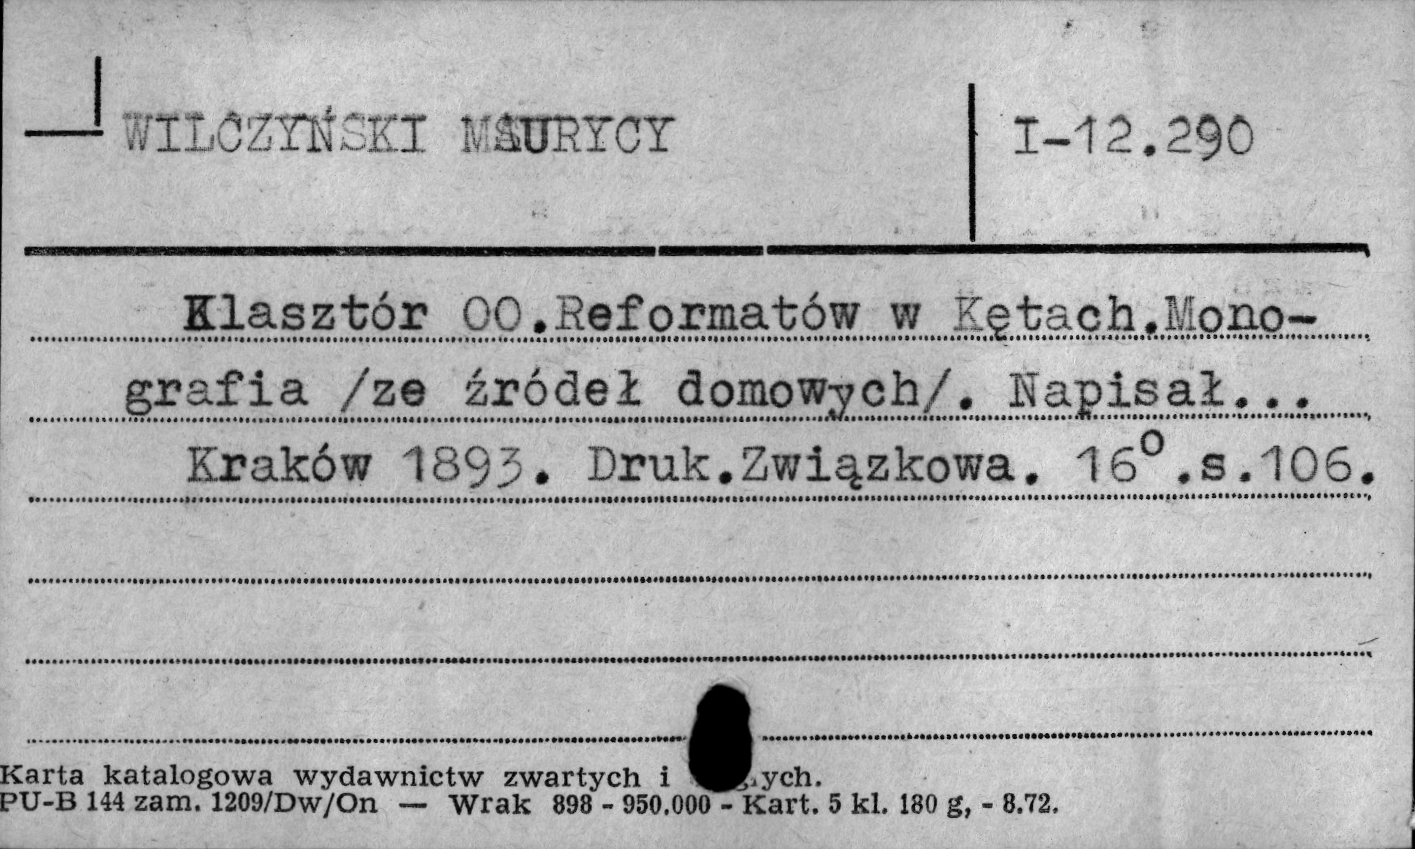 WILCZYŃSKI MAURYCY
I-12.290
Klasztór OO.Reformatów w Kętach.Mono-
grafia /ze źródeł domowych/. Napisał...
Kraków 1893. Druk.Związkowa. 16°.s.106.
Karta katalogowa wydawnictw zwartych i
PU-B 144 zam. 1209/Dw/On — Wrak 898 - 950.000 - Kart. 5 kl. 180 g, - 8.72.